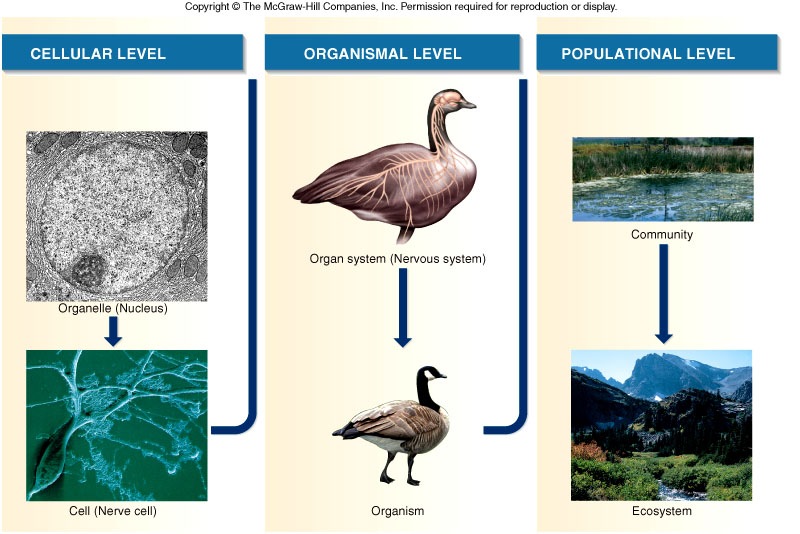 Copyright © The McGraw-Hill Companies, Inc. Permission required for reproduction or display.
CELLULAR LEVEL
Organelle (Nucleus)
Cell (Nerve cell)
ORGANISMAL LEVEL
Organ system (Nervous system)
Organism
POPULATIONAL LEVEL
Community
Ecosystem